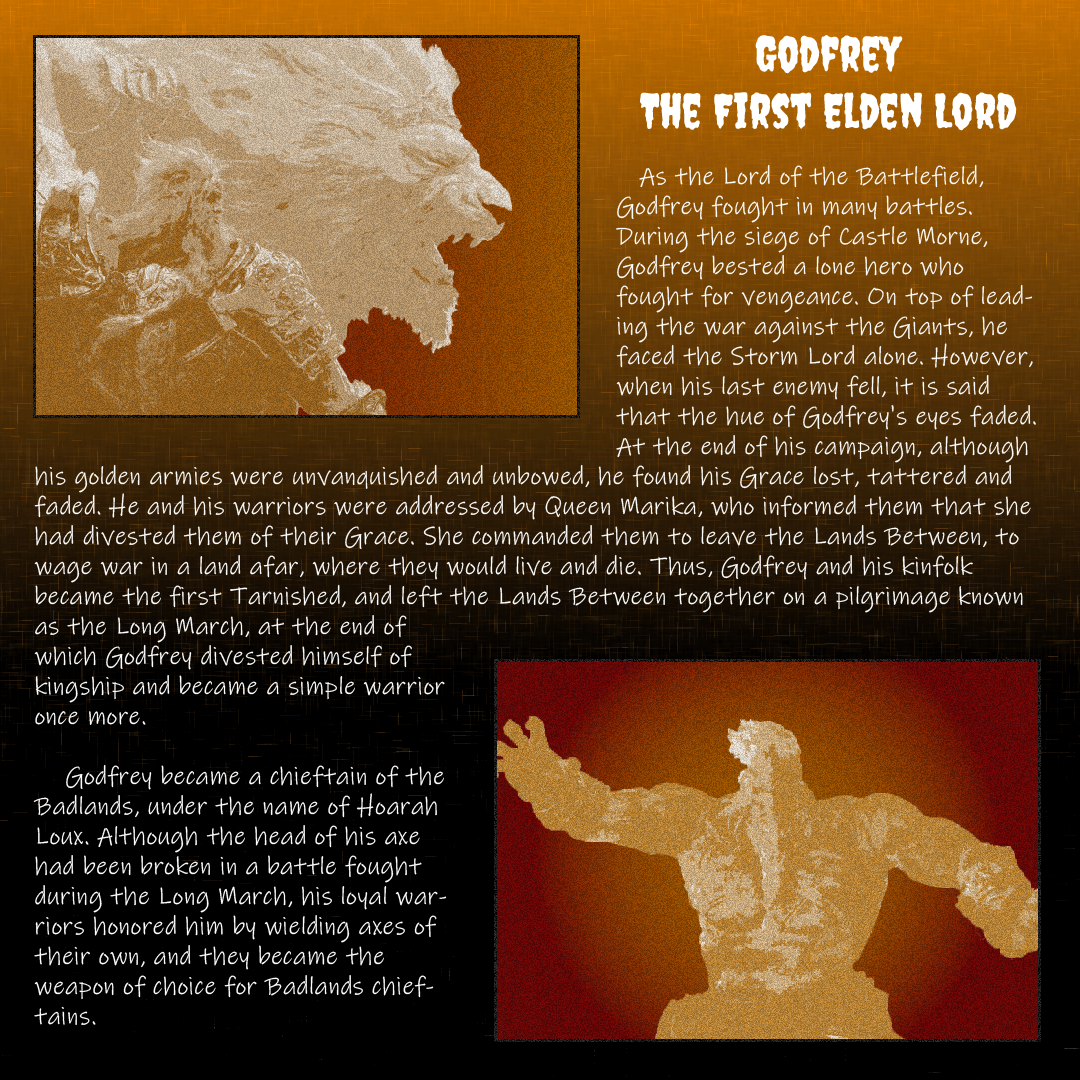 GODFREY
THE FIRST ELDEN LORD
As the Lord of the Battlefield,
Godfrey fought in many battles.
During the siege of Castle Morne,
Godfrey bested a lone hero who
fought for vengeance. On top of lead-
ing the war against the Giants, he
faced the Storm Lord alone. However,
when his last enemy fell, it is said
that the hue of Godfrey's eyes faded.
At the end of his campaign, although
his golden armies were unvanquished and unbowed, he found his Grace lost, tattered and
faded. He and his warriors were addressed by Queen Marika, who informed them that she
had divested them of their Grace. She commanded them to leave the Lands Between, to
wage war in a land afar, where they would live and die. Thus, Godfrey and his kinfolk
became the first Tarnished, and left the Lands Between together on a pilgrimage known
as the Long March, at the end of
which Godfrey divested himself of
kingship and became a simple warrior
once more.
Godfrey became a chieftain of the
Badlands, under the name of Hoarah
Loux. Although the head of his axe
had been broken in a battle fought
during the Long March, his loyal war-
riors honored him by wielding axes of
their own, and they became the
weapon of choice for Badlands chief-
tains.